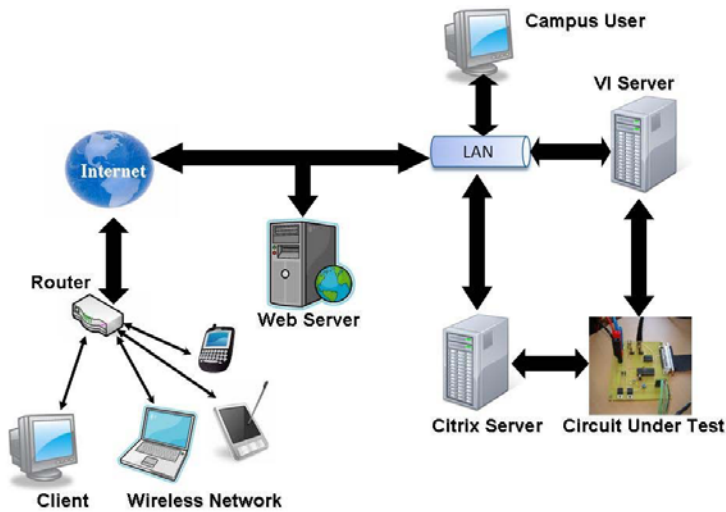 Campus User
VI Server
LAN
Internet
Router
Web Server
Citrix Server
Circuit Under Test
Client
Wireless Network